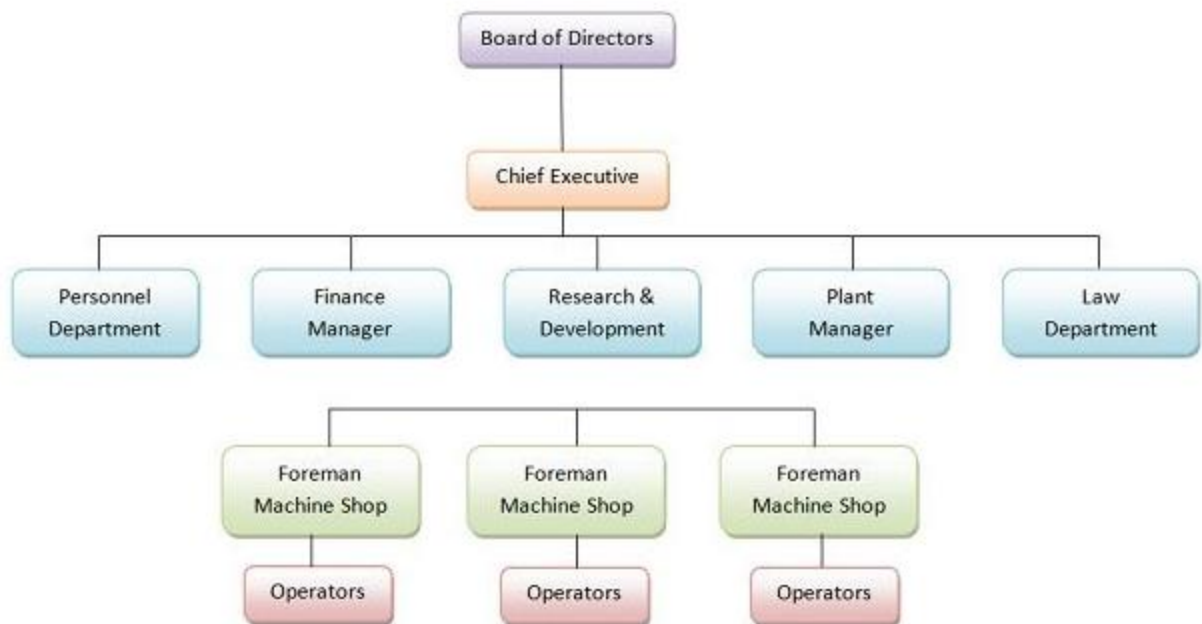 Board of Directors
Chief Executive
Personnel
Department
Finance
Manager
Research &
Development
Plant
Manager
Law
Department
Foreman
Machine Shop
Foreman
Machine Shop
Foreman
Machine Shop
Operators
Operators
Operators